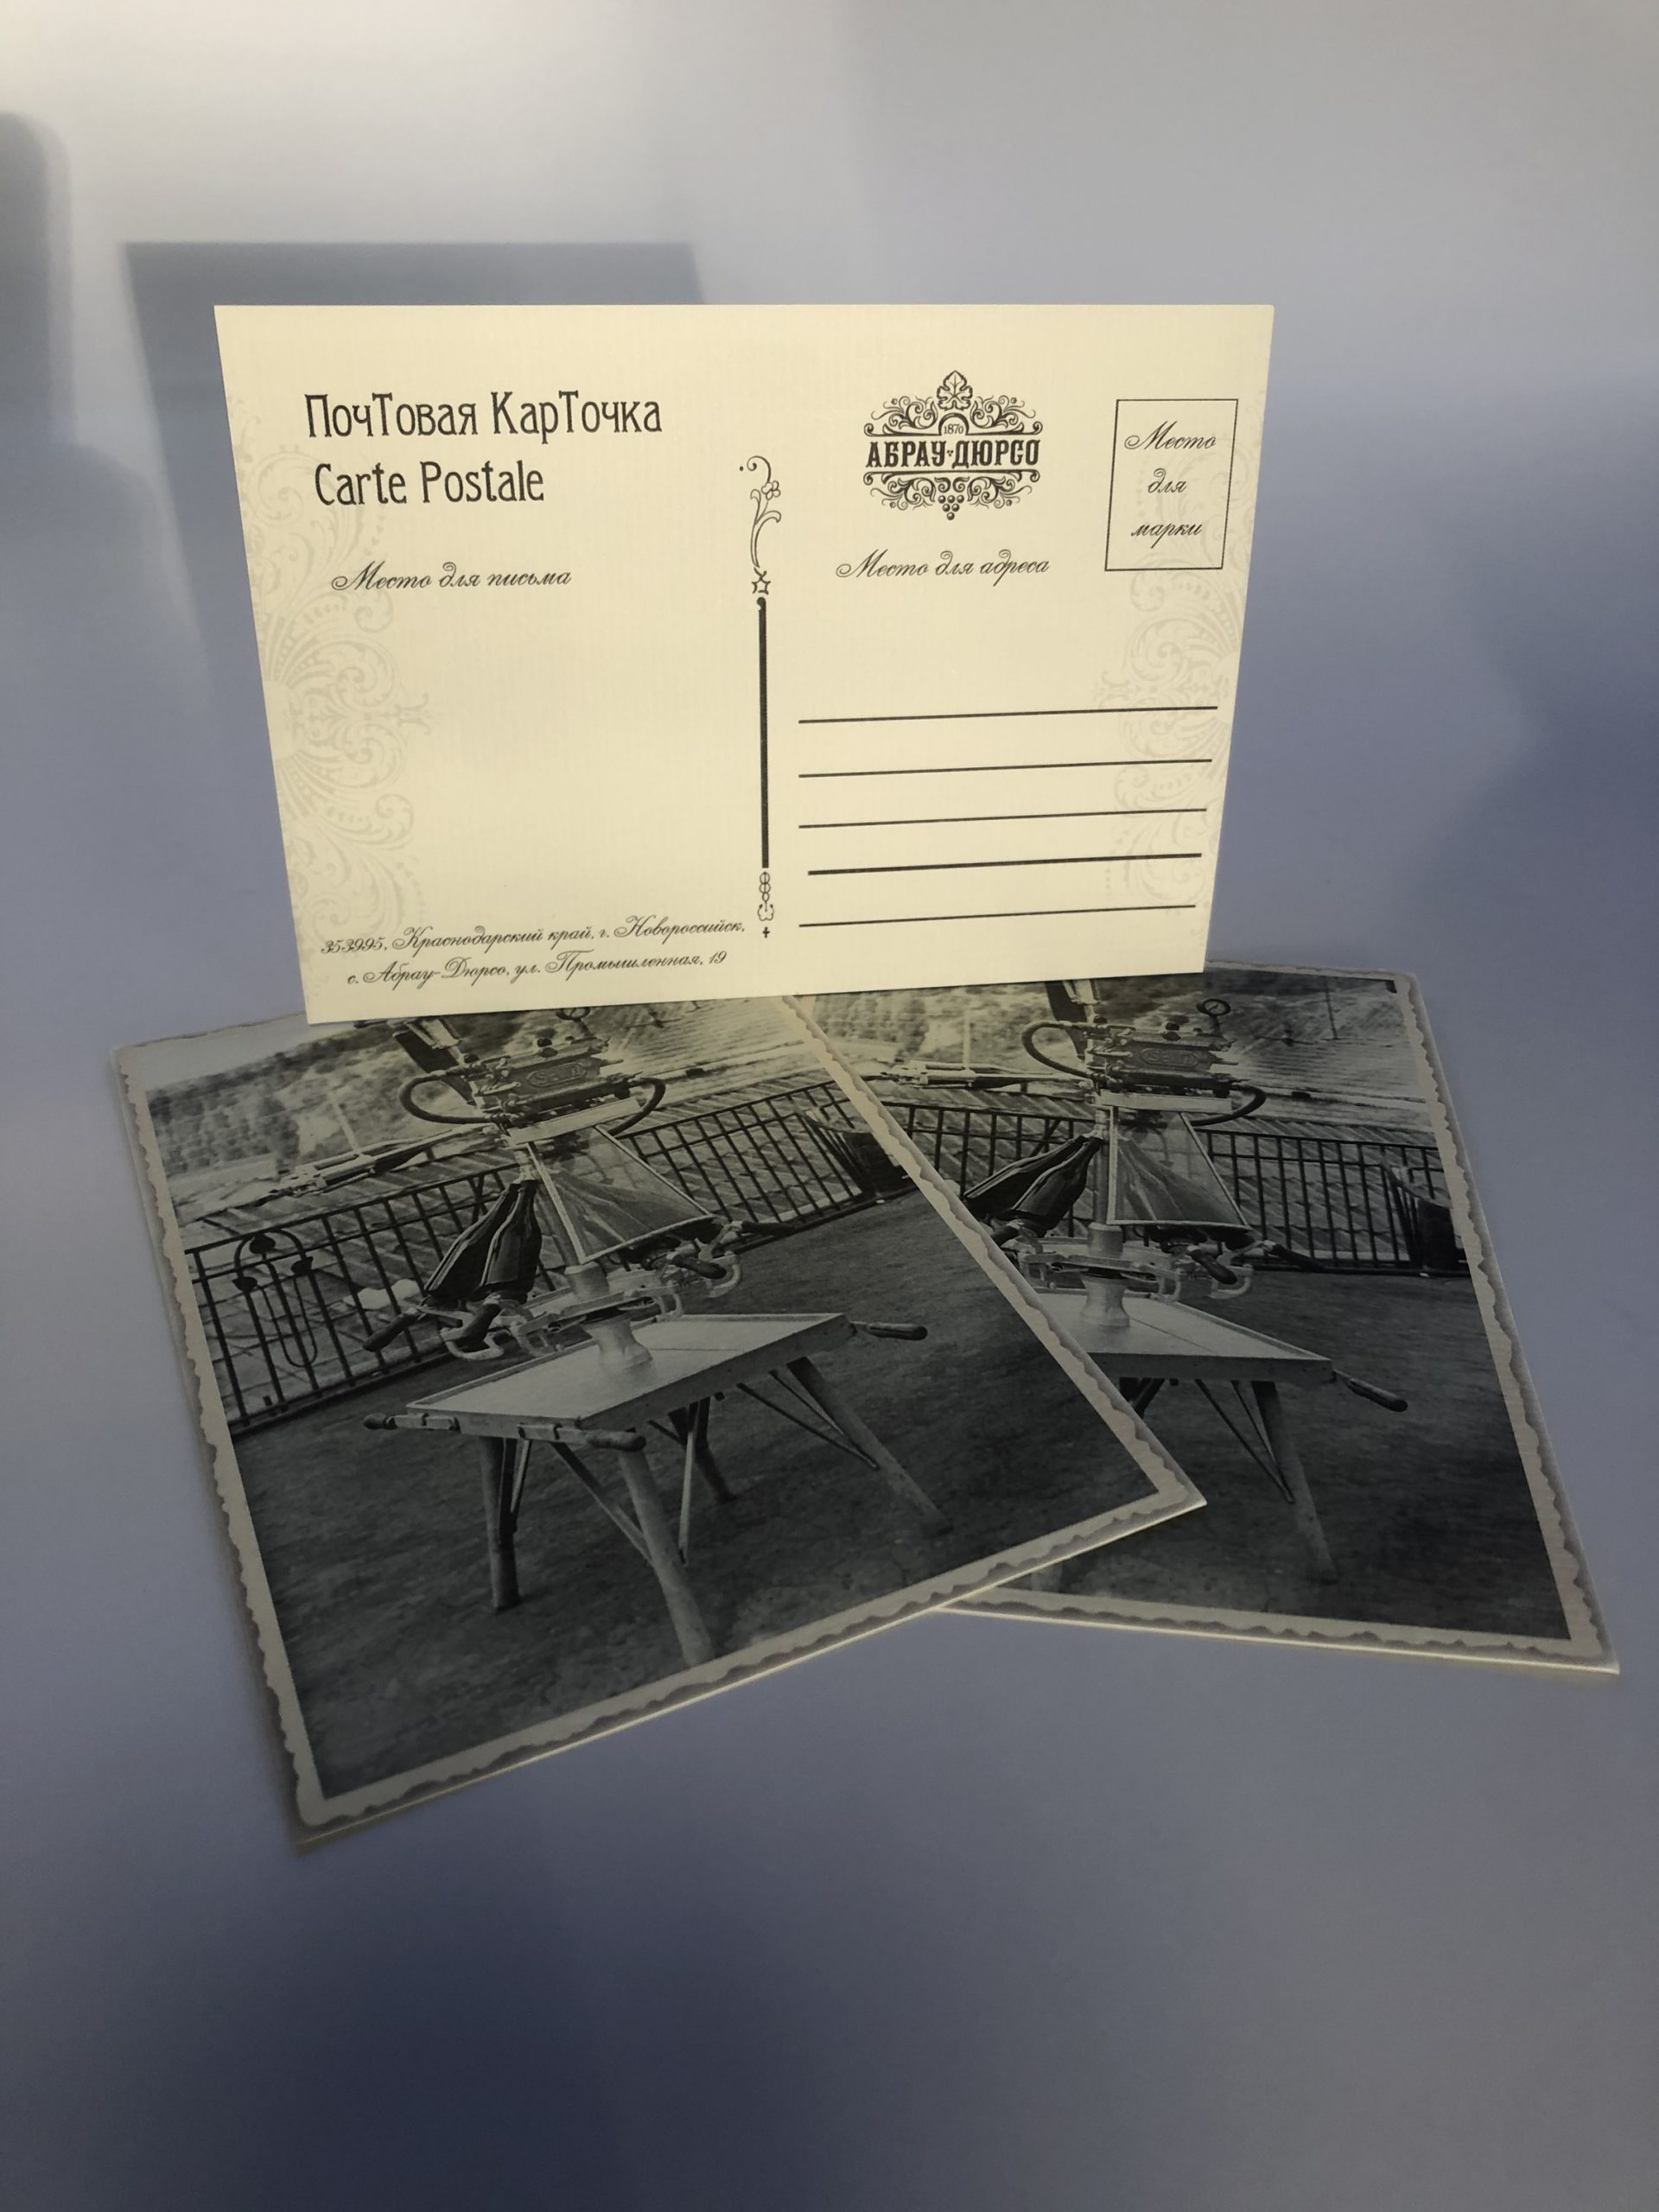 ПочТовая КарТочка
Carte Postale
Место для письма
1870
АБРАУ-ДЮРСО
Место для адреса
Место
для
марки
353995, Краснодарский край, г. Новороссийск,
с. Абрау-Дюрсо, ул. Промышленная, 19